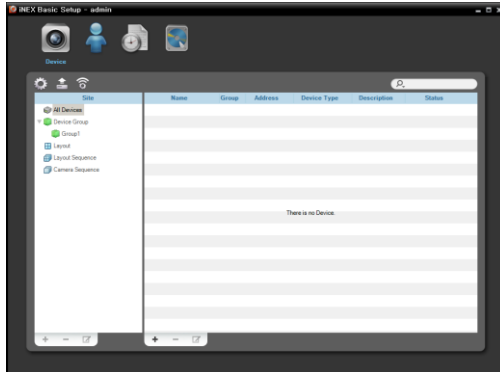 iNEX Basic Setup - admin
Device
Site
Name Group Address Device Type Description Status
All Devices
Device Group
Group1
Layout
Layout Sequence
Camera Sequence
There is no Device.